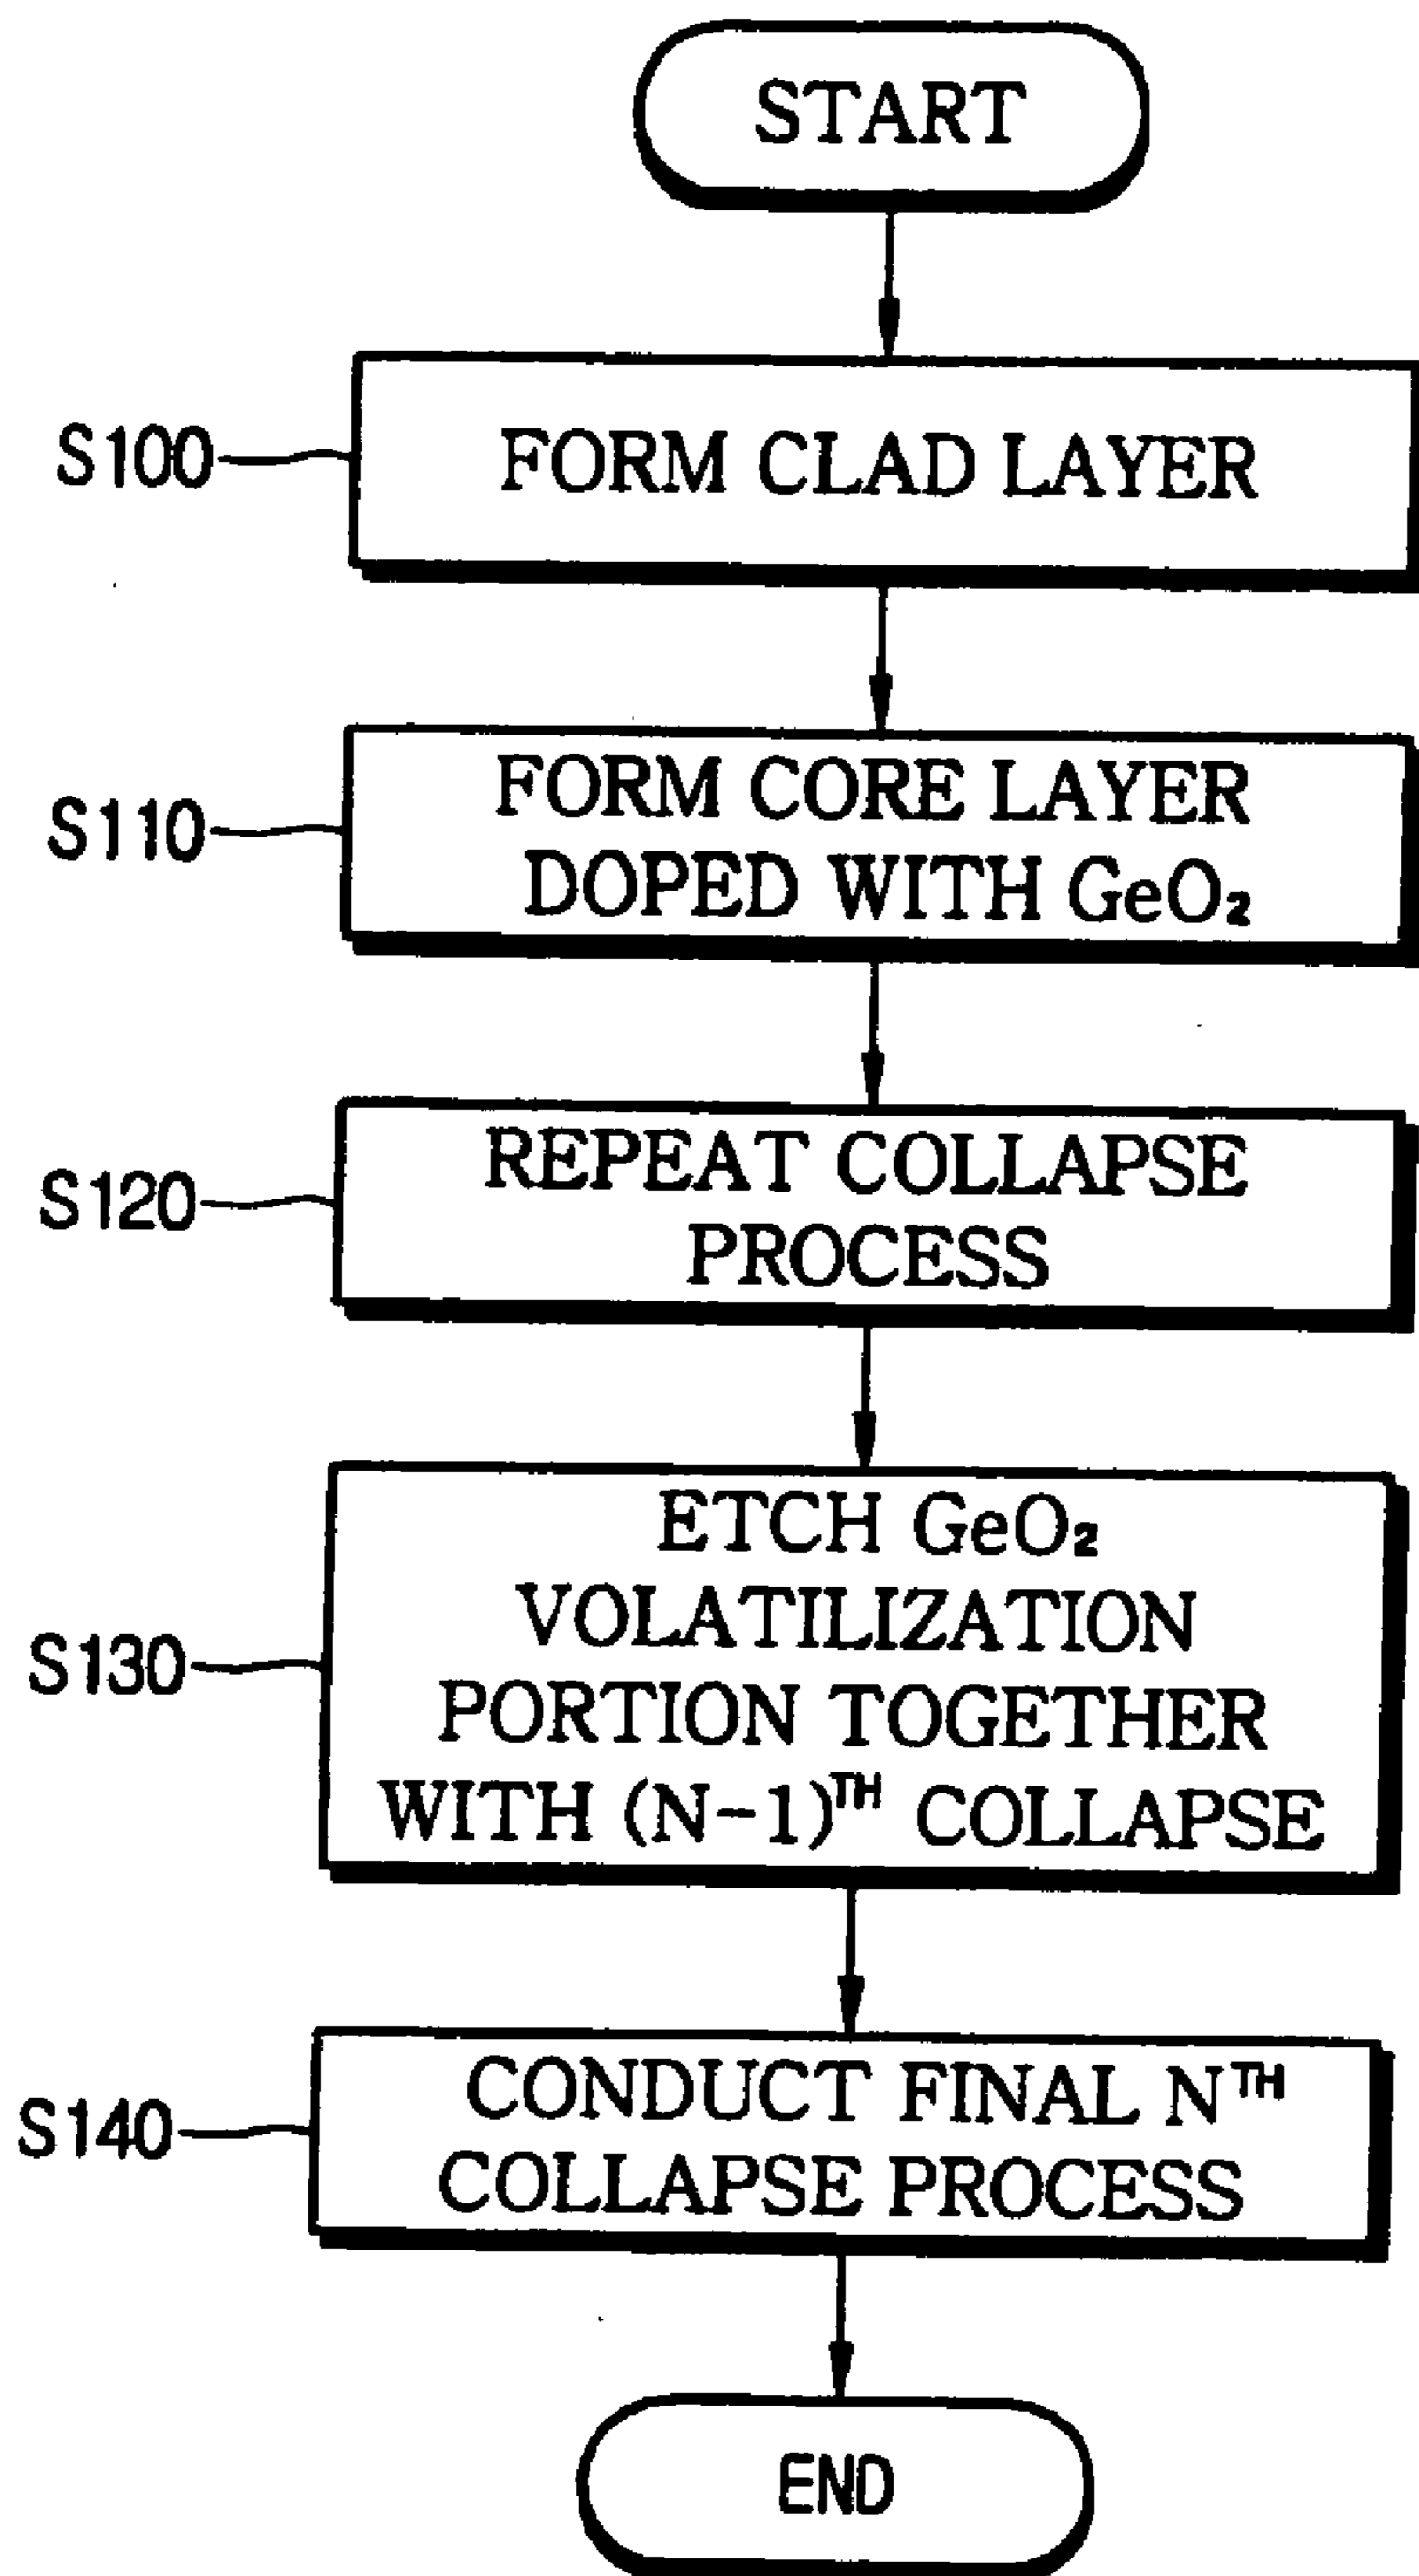 START
S100
FORM CLAD LAYER
S110
FORM CORE LAYER
DOPED WITH GeO₂
S120
REPEAT COLLAPSE
PROCESS
S130
ETCH GeO₂
VOLATILIZATION
PORTION TOGETHER
WITH (N-1)ᵀᴴ COLLAPSE
S140
CONDUCT FINAL Nᵀᴴ
COLLAPSE PROCESS
END